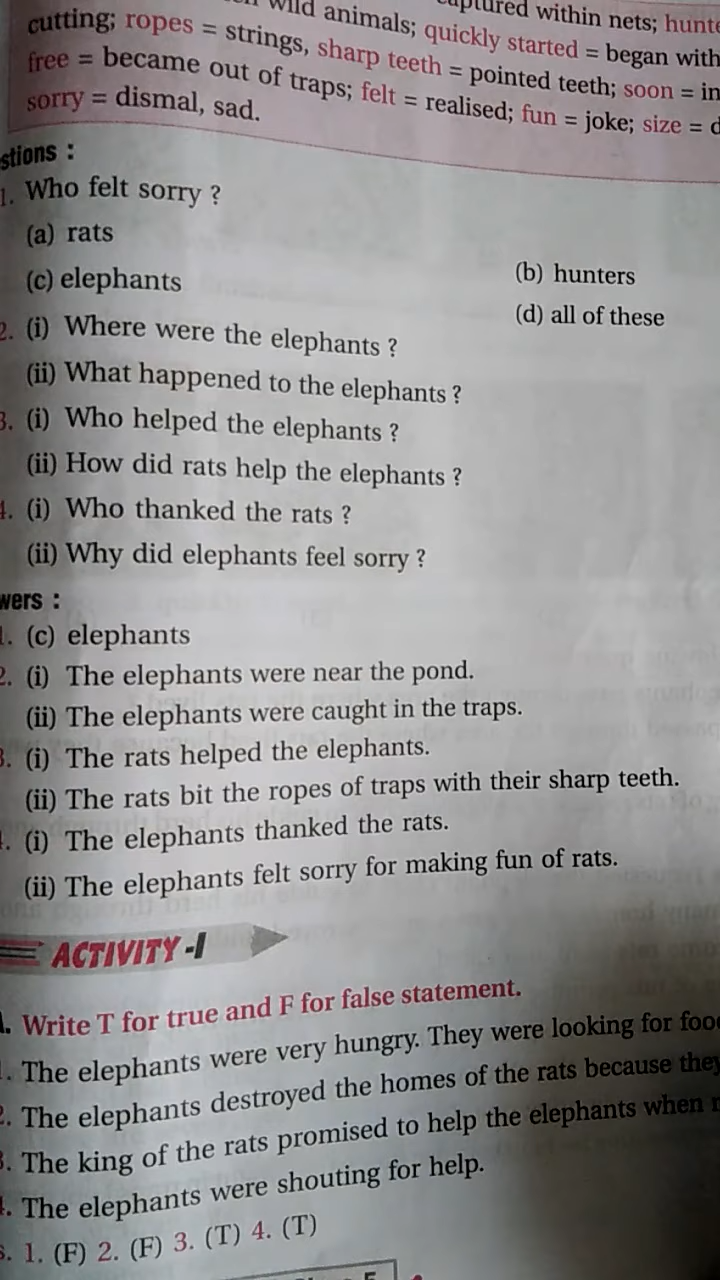 wild animals; quickly started = began with
captured within nets;
cutting; ropes = strings, sharp teeth = pointed teeth; soon = in
free = became out of traps; felt = realised; fun = joke; size =
sorry = dismal, sad.
stions :
1. Who felt sorry ?
(a) rats
(b) hunters
(c) elephants
(d) all of these
2. (i) Where were the elephants ?
(ii) What happened to the elephants ?
3. (i) Who helped the elephants ?
(ii) How did rats help the elephants ?
4. (i) Who thanked the rats ?
(ii) Why did elephants feel sorry ?
wers :
1. (c) elephants
2. (i) The elephants were near the pond.
(ii) The elephants were caught in the traps.
3. (i) The rats helped the elephants.
(ii) The rats bit the ropes of traps with their sharp teeth.
. (i) The elephants thanked the rats.
(ii) The elephants felt sorry for making fun of rats.
ACTIVITY-I
. Write T for true and F for false statement.
. The elephants were very hungry. They were looking for foo
2. The elephants destroyed the homes of the rats because they
3. The king of the rats promised to help the elephants when
. The elephants were shouting for help.
s. 1. (F) 2. (F) 3. (T) 4. (T)